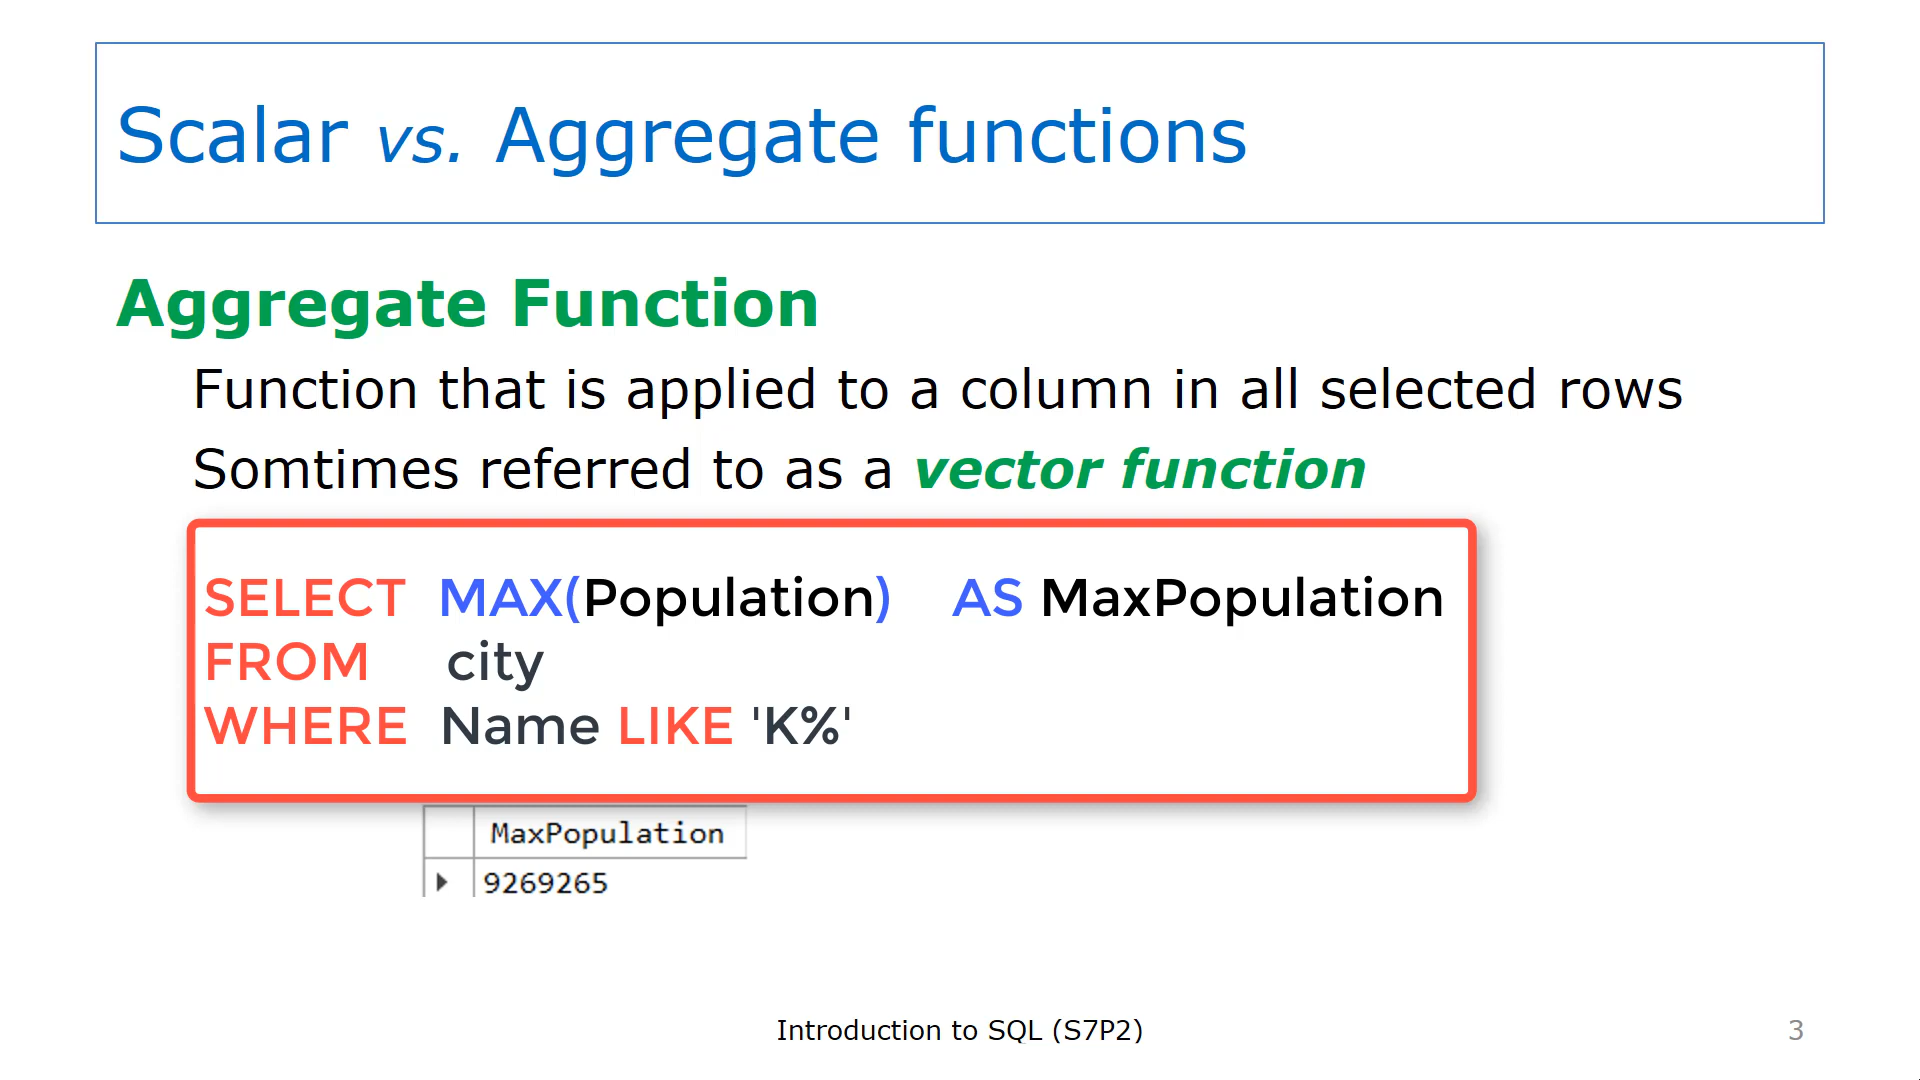 Scalar vs. Aggregate functions
Aggregate Function
Function that is applied to a column in all selected rows
Somtimes referred to as a vector function
SELECT MAX(Population) AS MaxPopulation
FROM city
WHERE Name LIKE 'K%'
MaxPopulation
9269265
Introduction to SQL (S7P2)
3